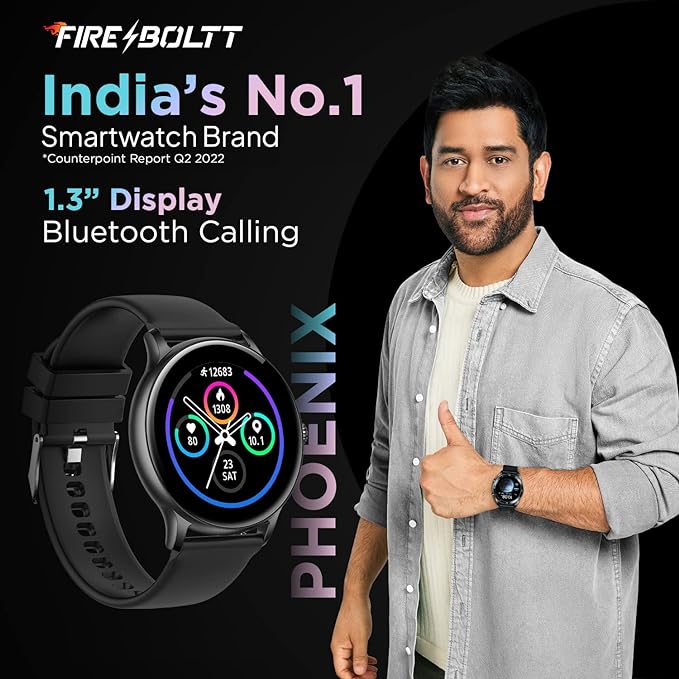 FIRE BOLTT
India's No.1
Smartwatch Brand
*Counterpoint Report Q2 2022
1.3” Display
Bluetooth Calling
PHOENIX
12683
1308
80
10.1
23
SAT